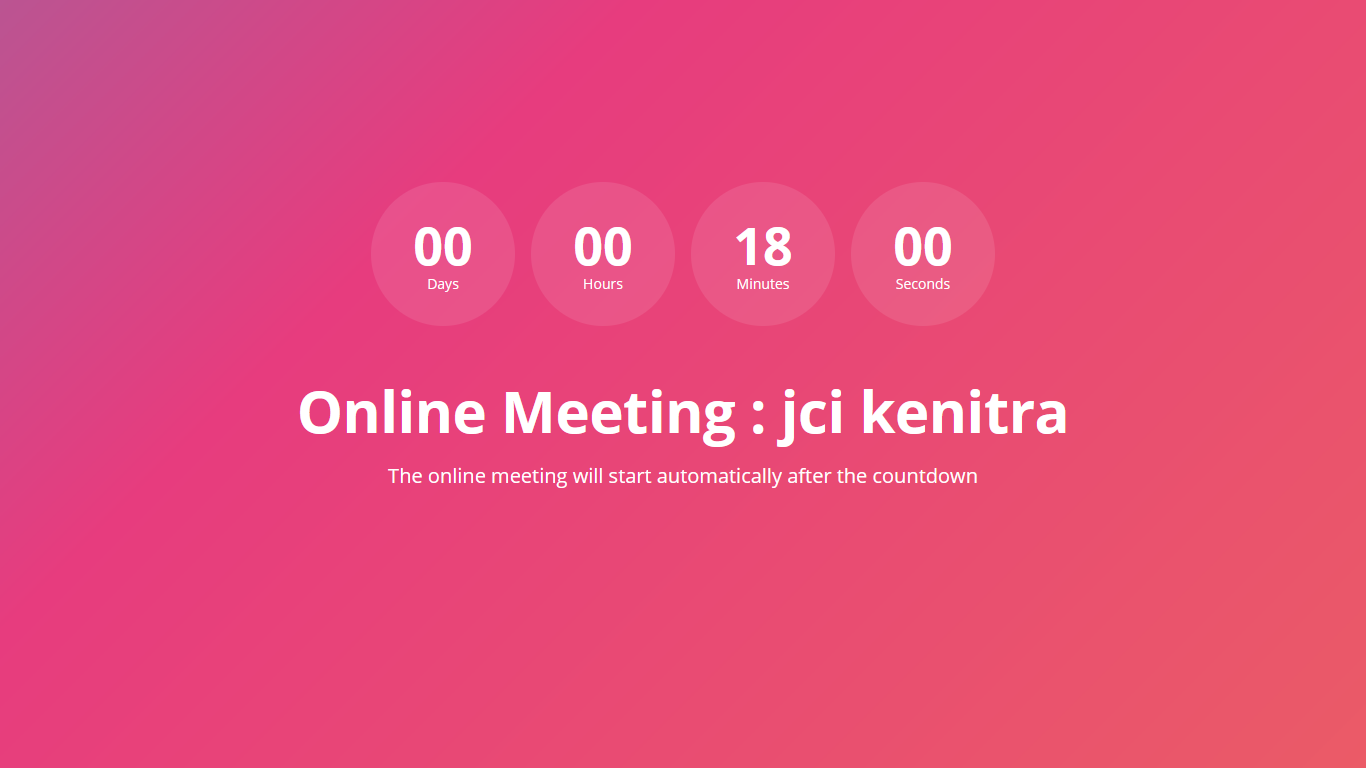 00 00 18 00
Days Hours Minutes Seconds
Online Meeting : jci kenitra
The online meeting will start automatically after the countdown